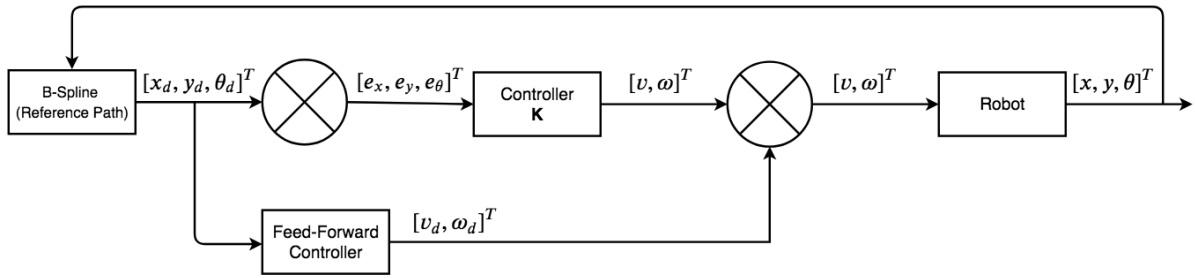 B-Spline
(Reference Path)
[x_d, y_d, θ_d]^T
[e_x, e_y, e_θ]^T
Controller
K
[v, ω]^T
[v, ω]^T
Robot
[x, y, θ]^T
Feed-Forward
Controller
[v_d, ω_d]^T